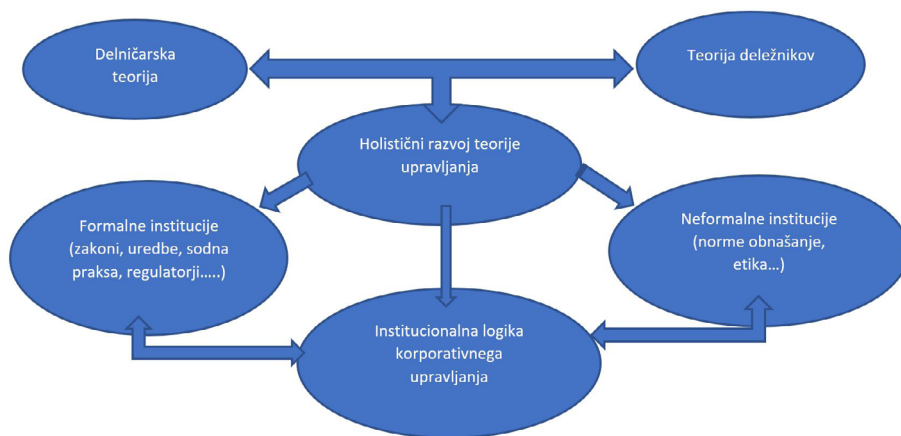 Delničarska
teorija
Teorija deležnikov
Holistični razvoj teorije
upravljanja
Formalne institucije
(zakoni, uredbe, sodna
praksa, regulatorji.....)
Neformalne institucije
(norme obnašanje,
etika...)
Institucionalna logika
korporativnega
upravljanja